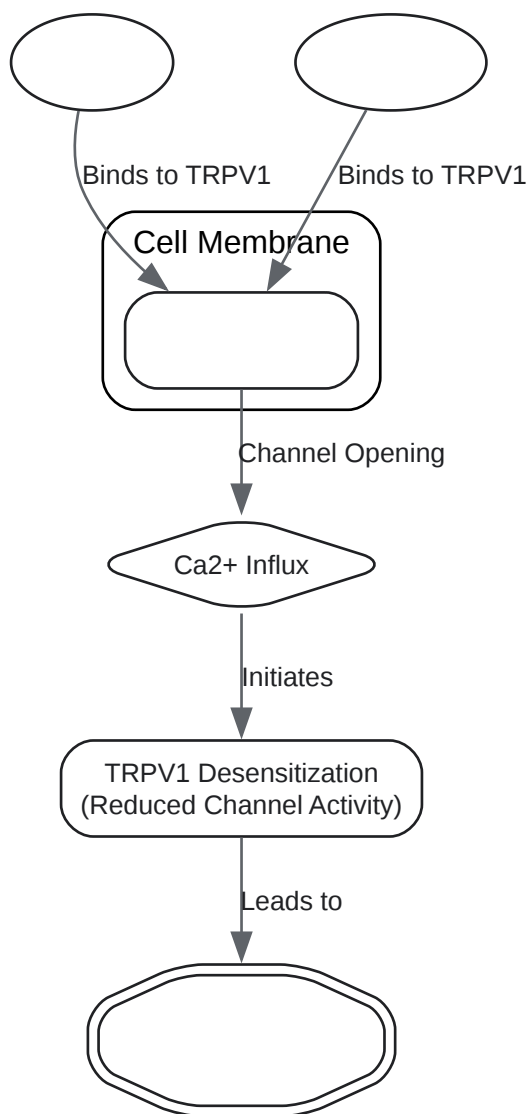 Binds to TRPV1
Binds to TRPV1
Cell Membrane
Channel Opening
Ca2+ Influx
Initiates
TRPV1 Desensitization
(Reduced Channel Activity)
Leads to